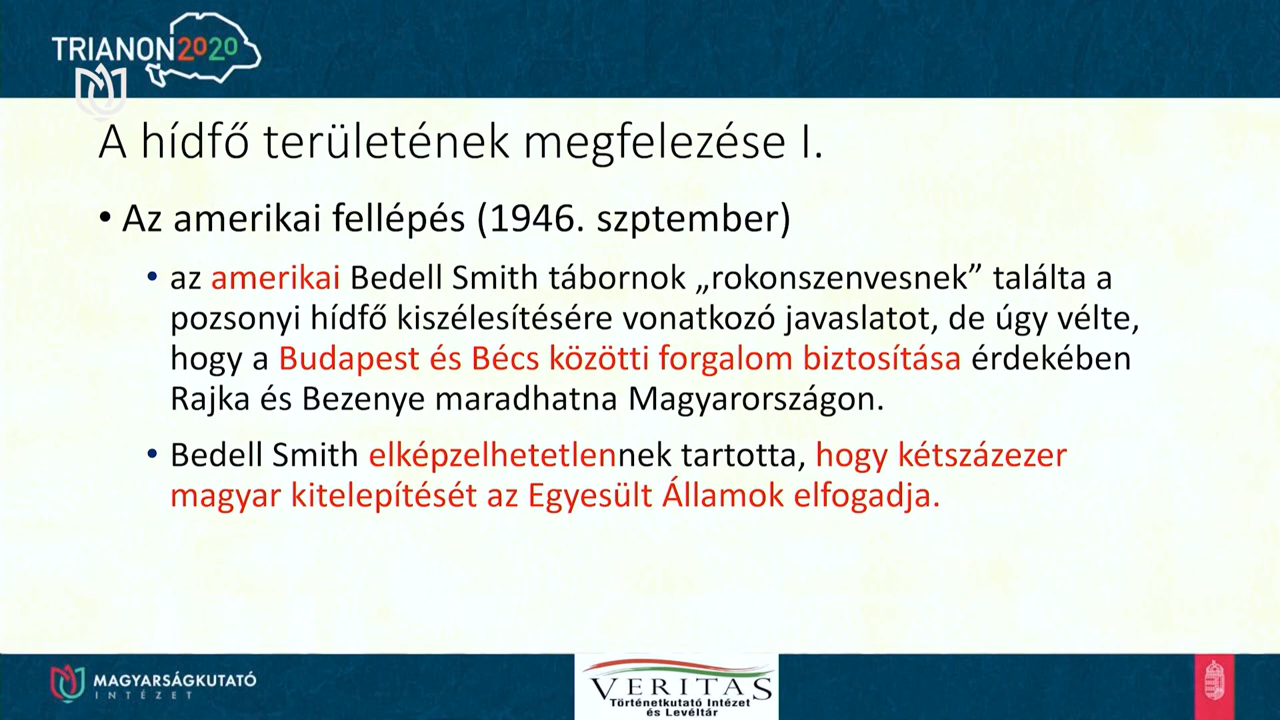 TRIANON2020
A hídfő területének megfelezése I.
• Az amerikai fellépés (1946. szptember)
• az amerikai Bedell Smith tábornok „rokonszenvesnek” találta a
pozsonyi hídfő kiszélesítésére vonatkozó javaslatot, de úgy vélte,
hogy a Budapest és Bécs közötti forgalom biztosítása érdekében
Rajka és Bezenye maradhatna Magyarországon.
• Bedell Smith elképzelhetetlennek tartotta, hogy kétszázezer
magyar kitelepítését az Egyesült Államok elfogadja.
MAGYARSÁGKUTATÓ
INTÉZET
VERITAS
Történetkutató Intézet
és Levéltár